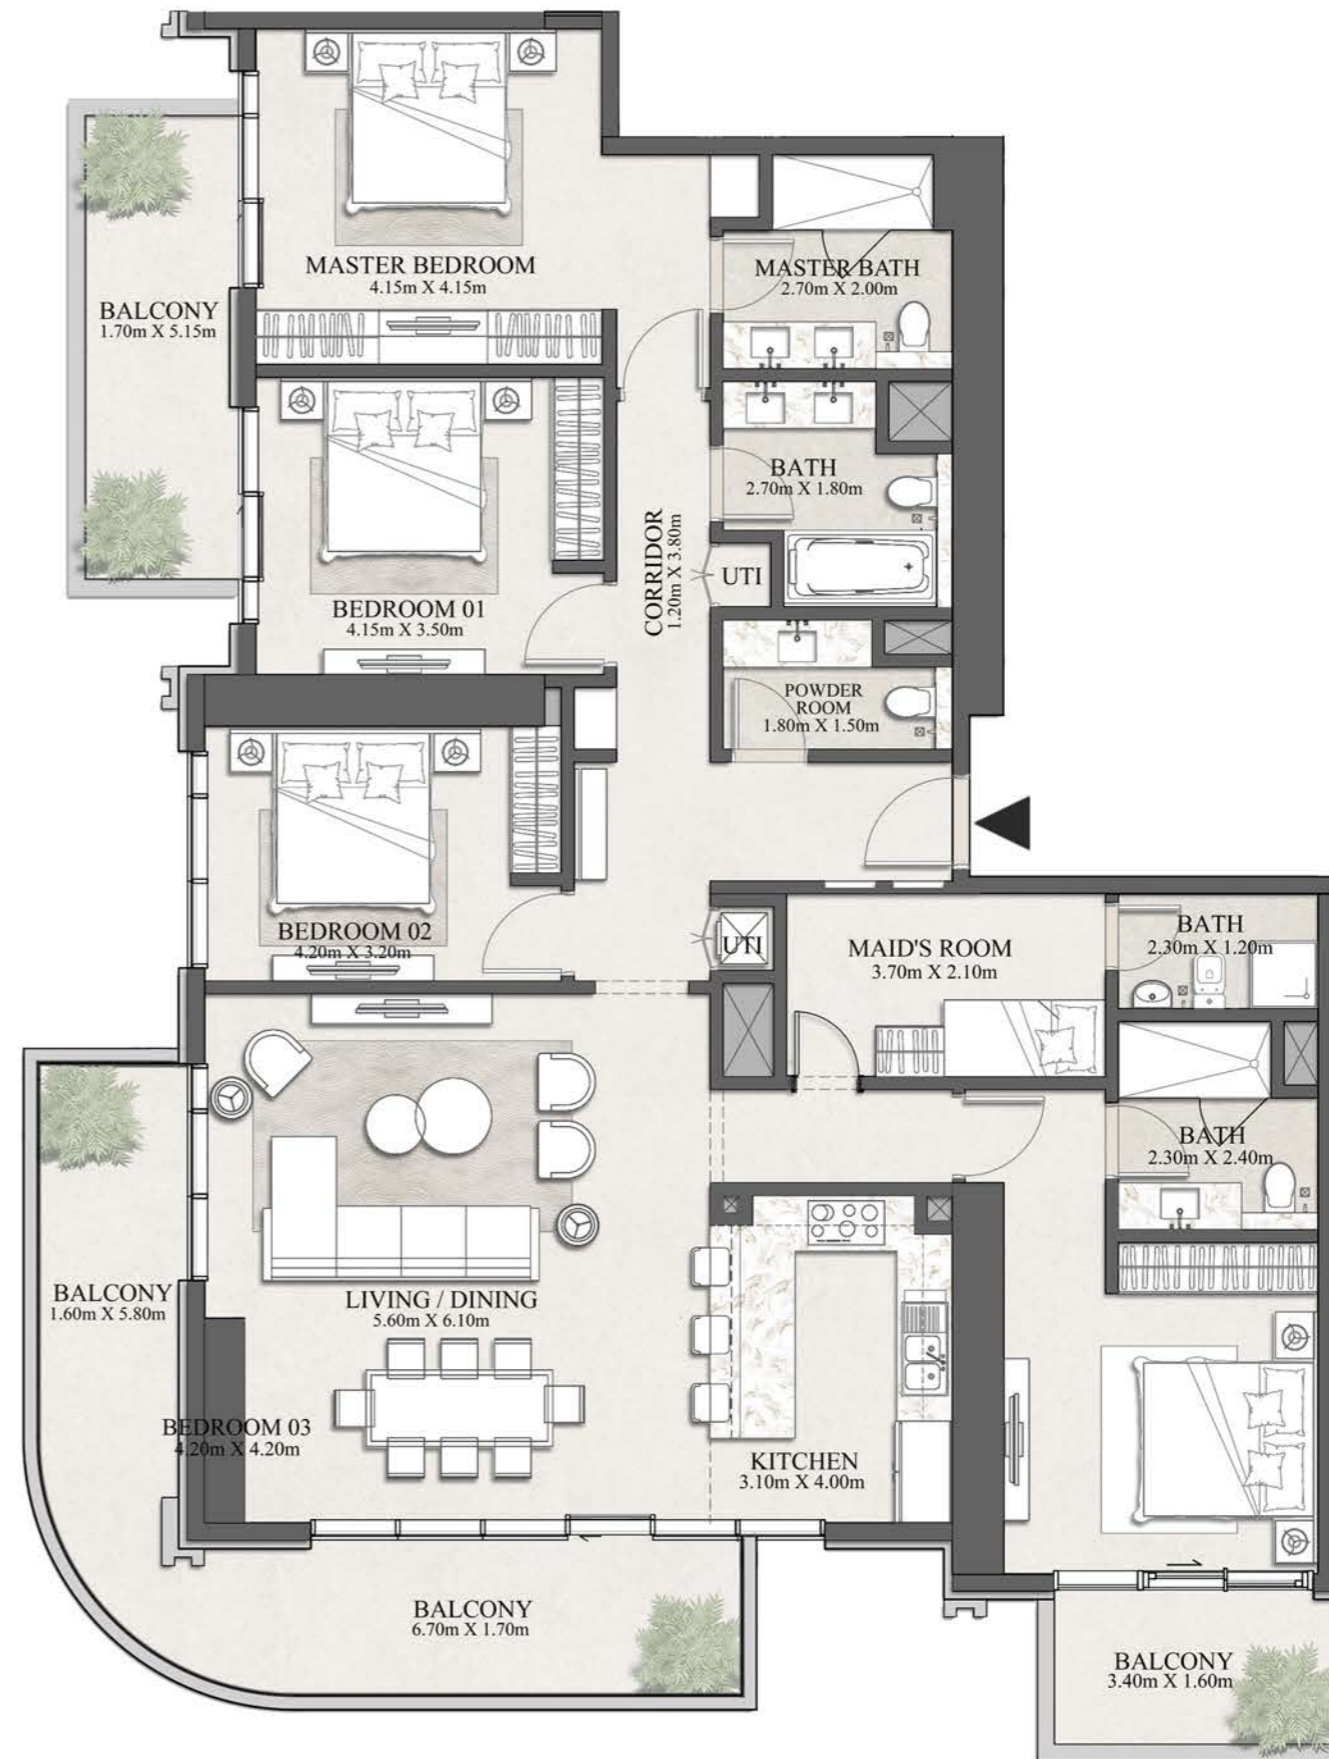 MASTER BEDROOM
4.15m X 4.15m
MASTER BATH
2.70m X 2.00m
BALCONY
1.70m X 5.15m
BATH
2.70m X 1.80m
CORRIDOR
1.20m X 3.80m
UTI
BEDROOM 01
4.15m X 3.50m
POWDER
ROOM
1.80m X 1.50m
BEDROOM 02
4.20m X 3.20m
UTI
MAID'S ROOM
3.70m X 2.10m
BATH
2.30m X 1.20m
BATH
2.30m X 2.40m
BALCONY
1.60m X 5.80m
LIVING / DINING
5.60m X 6.10m
BEDROOM 03
4.20m X 4.20m
KITCHEN
3.10m X 4.00m
BALCONY
6.70m X 1.70m
BALCONY
3.40m X 1.60m